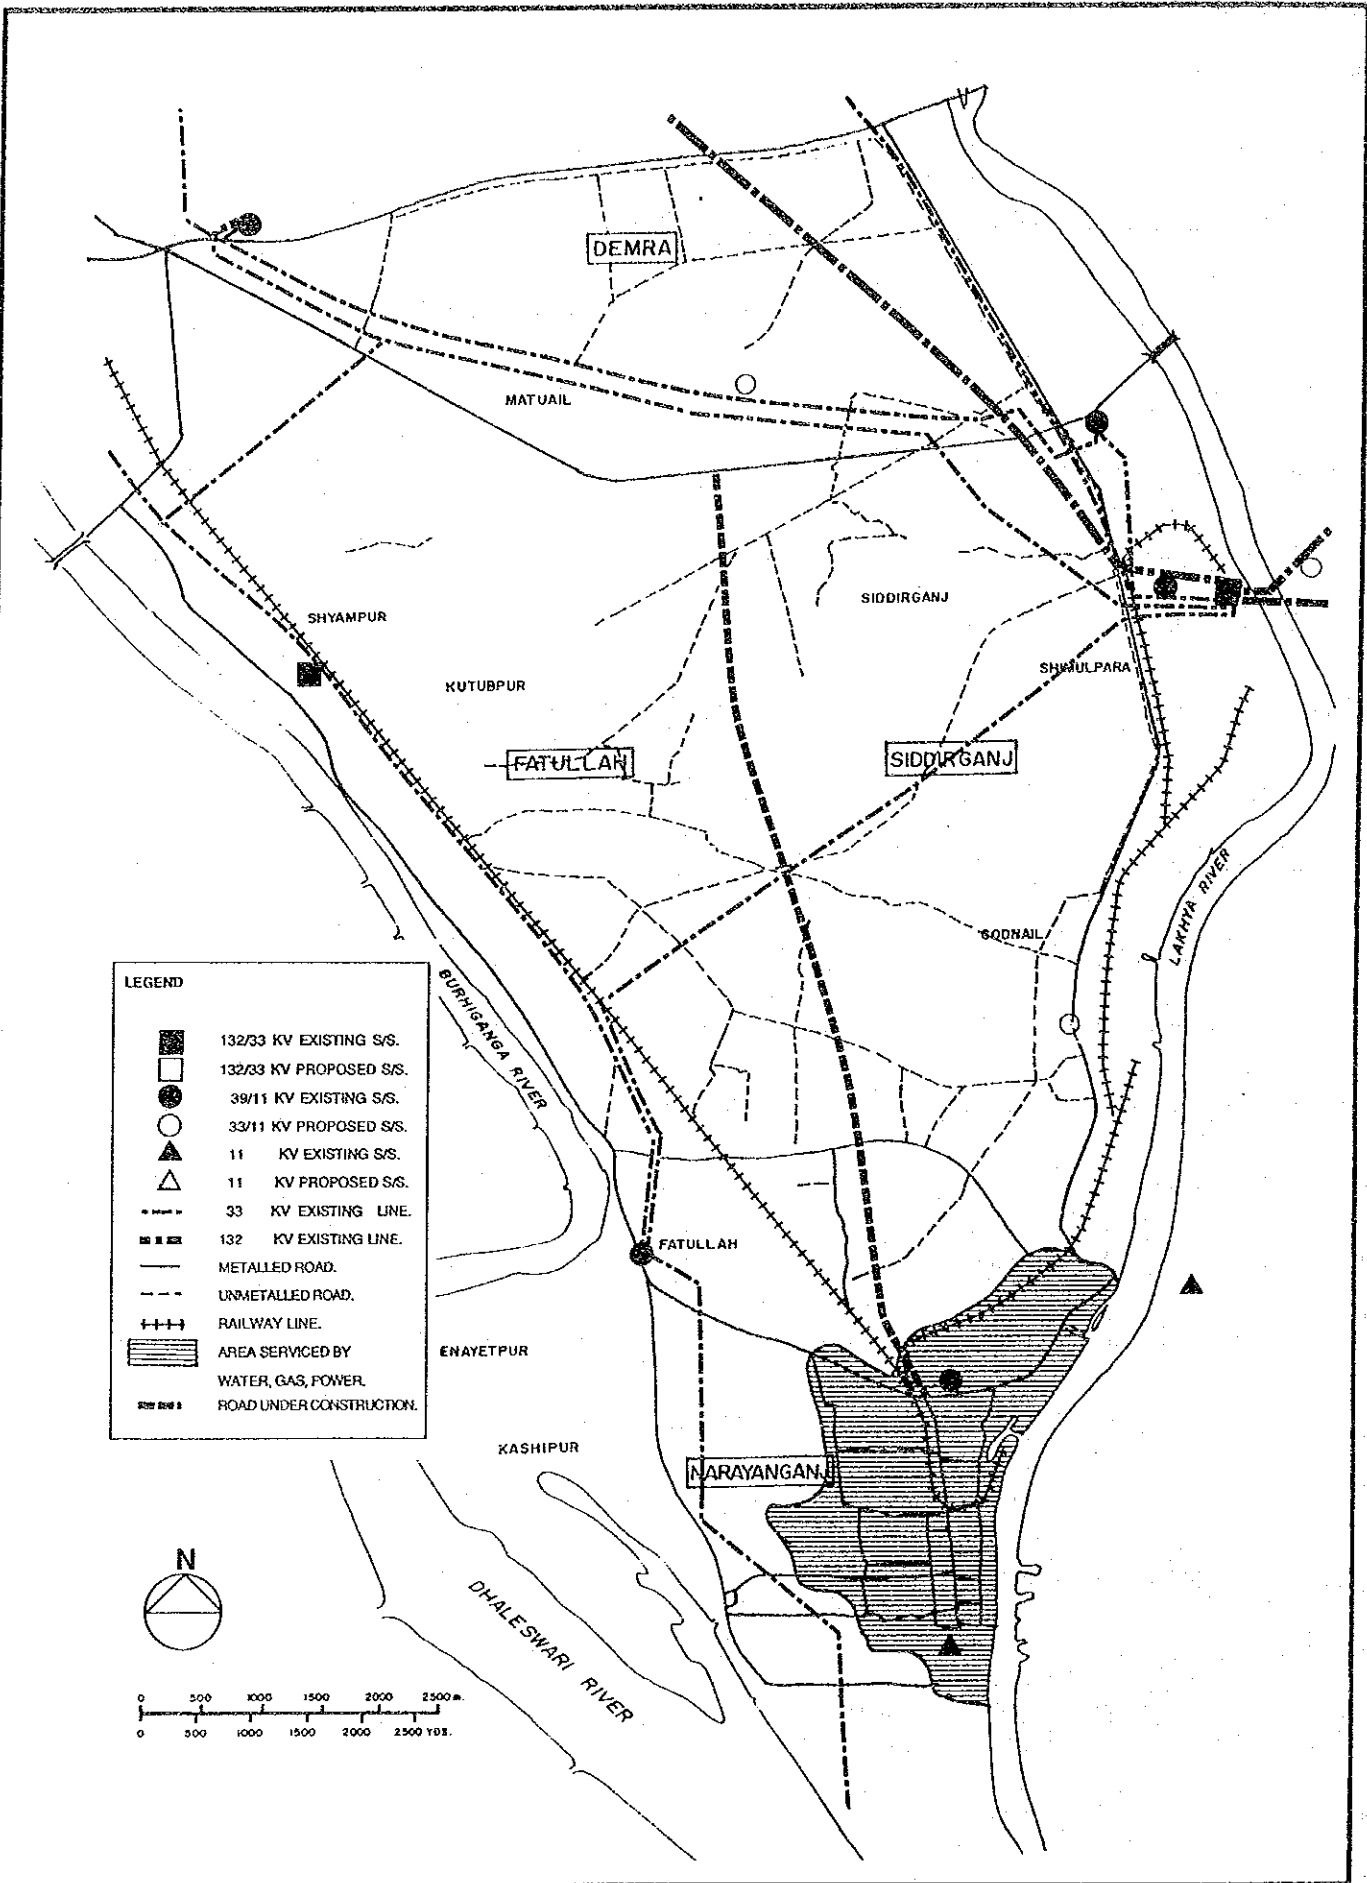 DEMRA
MATUAIL
SHYAMPUR
SIDDIRGANJ
KUTUBPUR
SHIMULPARA
FATULLAH
SIDDIRGANJ
LAKHYA RIVER
GODNAIL
BURHIGANGA RIVER
LEGEND
132/33 KV EXISTING S/S.
132/33 KV PROPOSED S/S.
39/11 KV EXISTING S/S.
33/11 KV PROPOSED S/S.
11 KV EXISTING S/S.
11 KV PROPOSED S/S.
33 KV EXISTING LINE.
132 KV EXISTING LINE.
METALLED ROAD.
UNMETALLED ROAD.
RAILWAY LINE.
AREA SERVICED BY
WATER, GAS, POWER.
ROAD UNDER CONSTRUCTION.
FATULLAH
ENAYETPUR
KASHIPUR
NARAYANGANJ
DHALESWARI RIVER
N
0 500 1000 1500 2000 2500 m.
0 500 1000 1500 2000 2500 YDS.